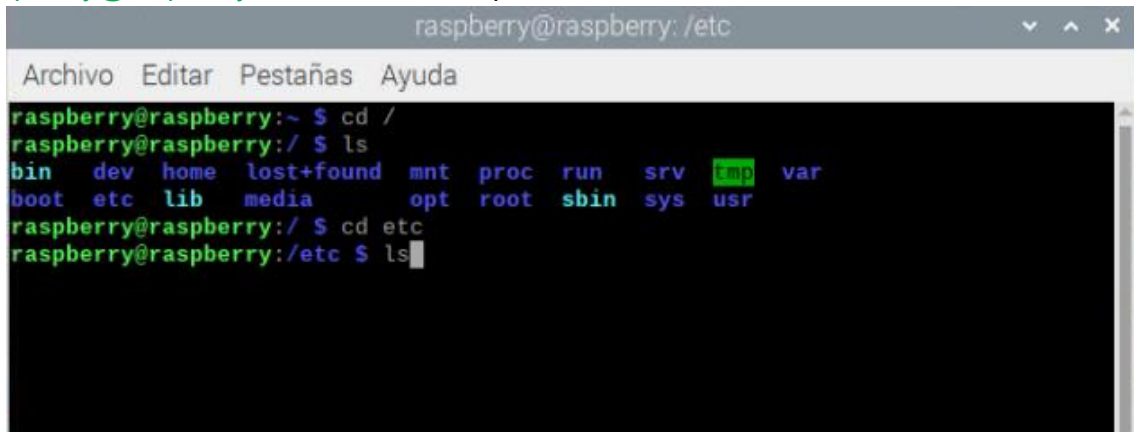 raspberry@raspberry: /etc
Archivo Editar Pestañas Ayuda
raspberry@raspberry:~ $ cd /
raspberry@raspberry:/ $ ls
bin dev home lost+found mnt proc run srv tmp var
boot etc lib media opt root sbin sys usr
raspberry@raspberry:/ $ cd etc
raspberry@raspberry:/etc $ ls